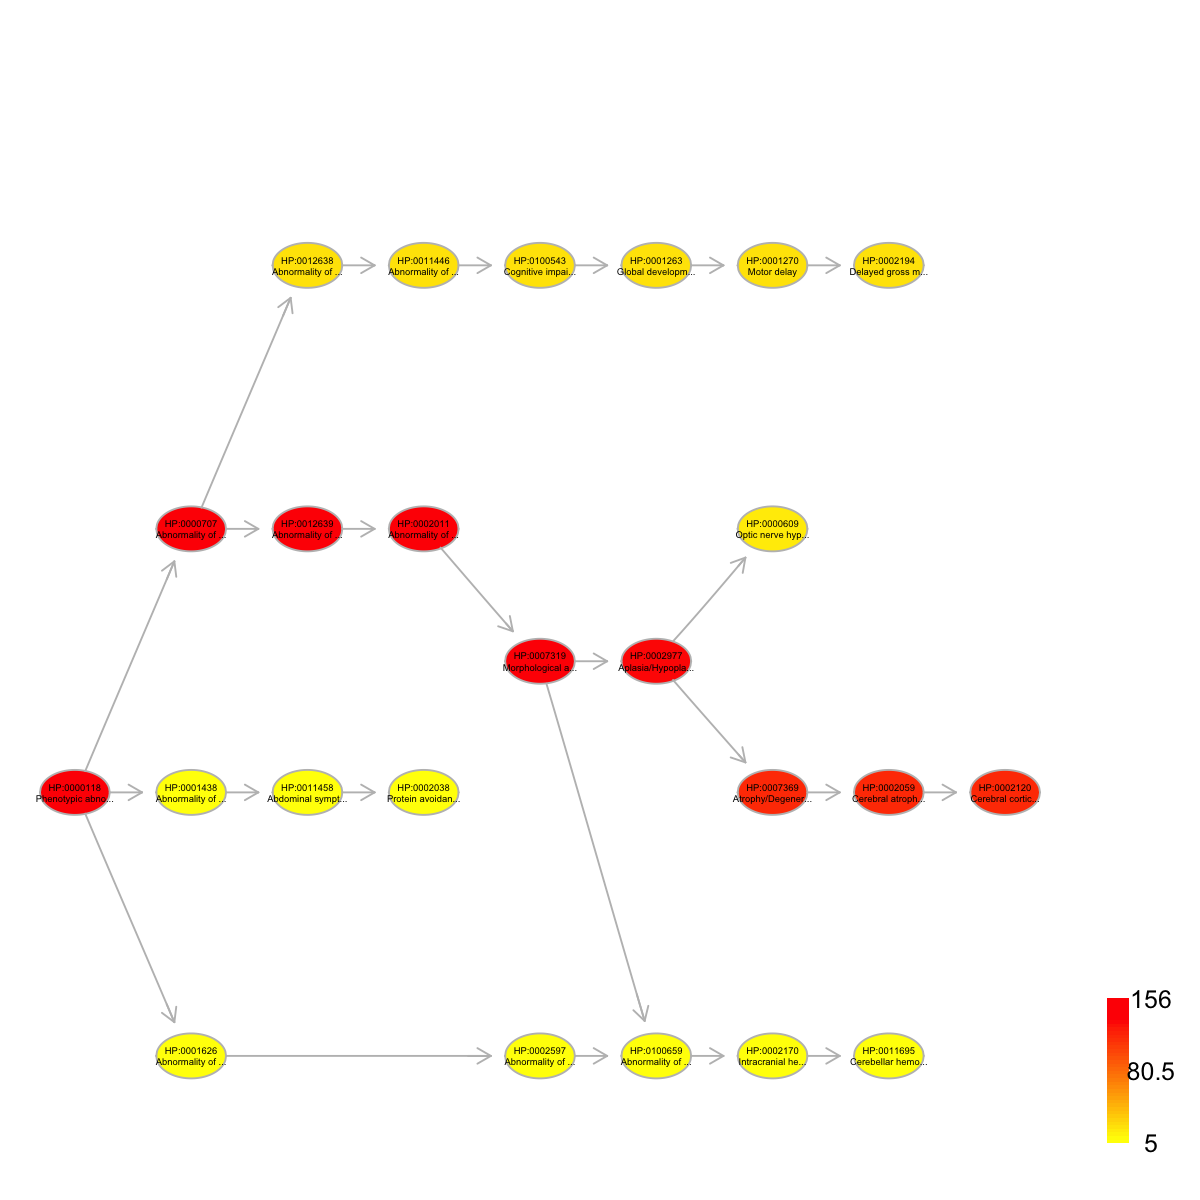 HP:0012638
Abnormality of ...
HP:0011446
Abnormality of ...
HP:0100543
Cognitive impai...
HP:0001263
Global developm...
HP:0001270
Motor delay
HP:0002194
Delayed gross m...
HP:0000707
Abnormality of ...
HP:0012639
Abnormality of ...
HP:0002011
Abnormality of ...
HP:0000609
Optic nerve hyp...
HP:0007319
Morphological a...
HP:0002977
Aplasia/Hypopla...
HP:0000118
Phenotypic abno...
HP:0001438
Abnormality of ...
HP:0011458
Abdominal sympt...
HP:0002038
Protein avoidan...
HP:0007369
Atrophy/Degener...
HP:0002059
Cerebral atroph...
HP:0002120
Cerebral cortic...
HP:0001626
Abnormality of ...
HP:0002597
Abnormality of ...
HP:0100659
Abnormality of ...
HP:0002170
Intracranial he...
HP:0011695
Cerebellar hemo...
156
80.5
5